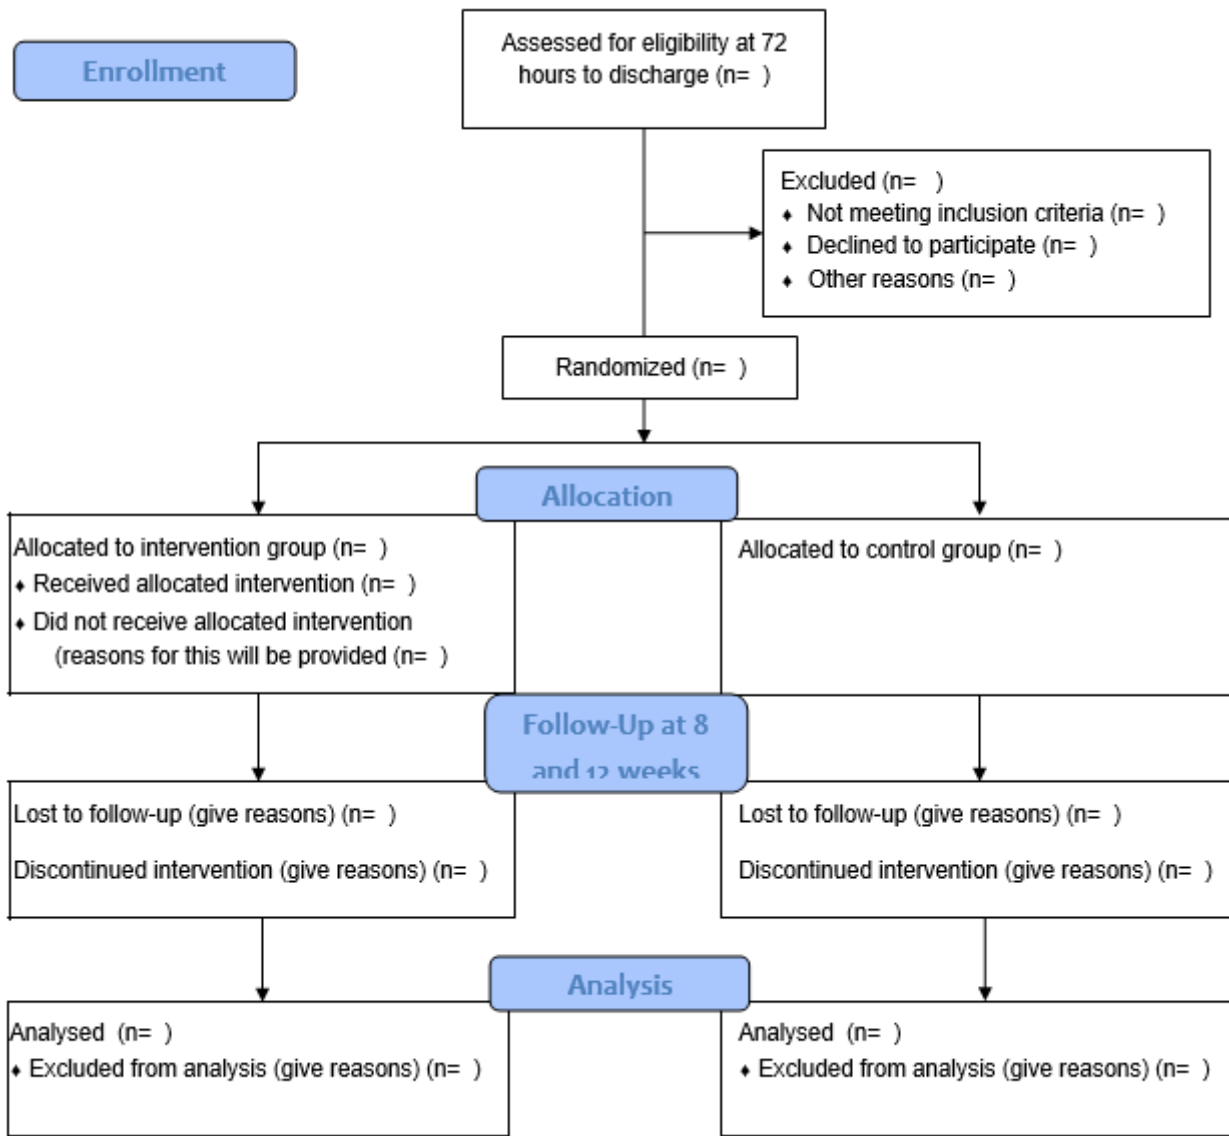 Enrollment
Assessed for eligibility at 72
hours to discharge (n=  )
Excluded (n=  )
♦ Not meeting inclusion criteria (n=  )
♦ Declined to participate (n=  )
♦ Other reasons (n=  )
Randomized (n=  )
Allocation
Allocated to intervention group (n=  )
♦ Received allocated intervention (n=  )
♦ Did not receive allocated intervention
(reasons for this will be provided (n=  )
Allocated to control group (n=  )
Follow-Up at 8
and 12 weeks
Lost to follow-up (give reasons) (n=  )
Discontinued intervention (give reasons) (n=  )
Lost to follow-up (give reasons) (n=  )
Discontinued intervention (give reasons) (n=  )
Analysis
Analysed  (n=  )
♦ Excluded from analysis (give reasons) (n=  )
Analysed  (n=  )
♦ Excluded from analysis (give reasons) (n=  )